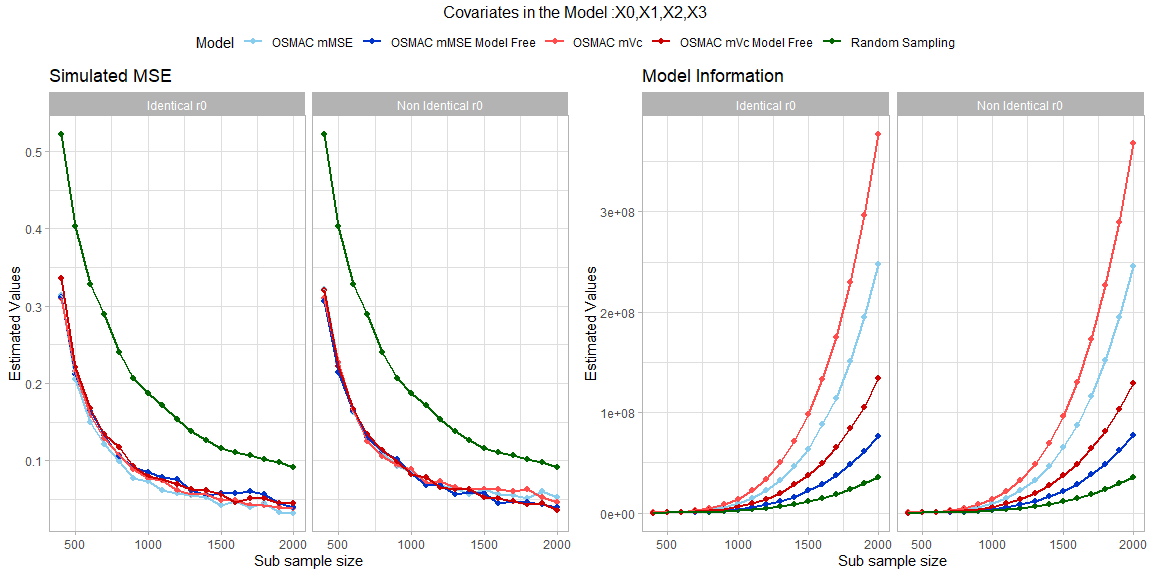 Covariates in the Model :X0,X1,X2,X3
Model OSMAC mMSE OSMAC mMSE Model Free OSMAC mVc OSMAC mVc Model Free Random Sampling
Simulated MSE
Identical r0 Non Identical r0
Estimated Values
0.5
0.4
0.3
0.2
0.1
500 1000 1500 2000 500 1000 1500 2000
Sub sample size
Model Information
Identical r0 Non Identical r0
Estimated Values
3e+08
2e+08
1e+08
0e+00
500 1000 1500 2000 500 1000 1500 2000
Sub sample size